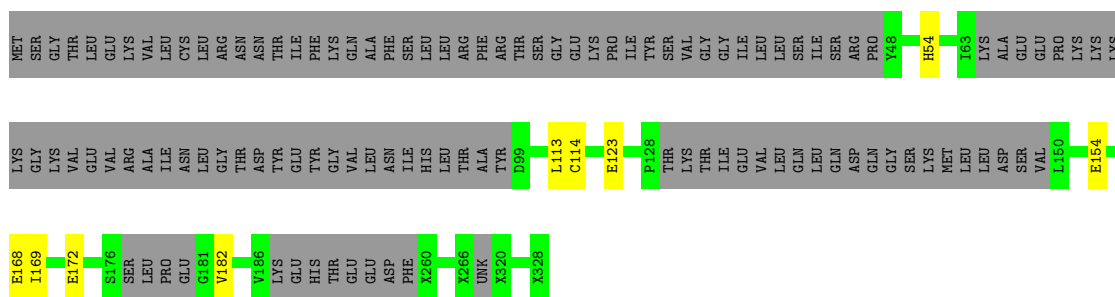 MET SER GLY THR LEU GLU LYS VAL LEU CYS LEU ARG ASN ASN THR ILE PHE LYS GLN ALA PHE SER LEU LEU ARG PHE ARG THR SER GLY GLU LYS PRO ILE TYR SER VAL GLY GLY ILE LEU LEU SER ILE SER ARG PRO Y48 H54 I63 LYS ALA GLU GLU PRO LYS LYS LYS
LYS GLY LYS VAL GLU VAL ARG ALA ILE ASN LEU GLY THR ASP TYR GLU TYR GLY VAL LEU ASN ILE HIS LEU THR ALA TYR D99 L113 C114 E123 P128 THR LYS THR ILE GLU VAL LEU GLN LEU GLN ASP GLN GLY SER LYS MET LEU LEU ASP SER VAL L150 E154
E168 I169 E172 S176 SER LEU PRO GLU G181 V182 V186 LYS GLU HIS THR GLU GLU ASP PHE X260 X266 UNK X320 X328